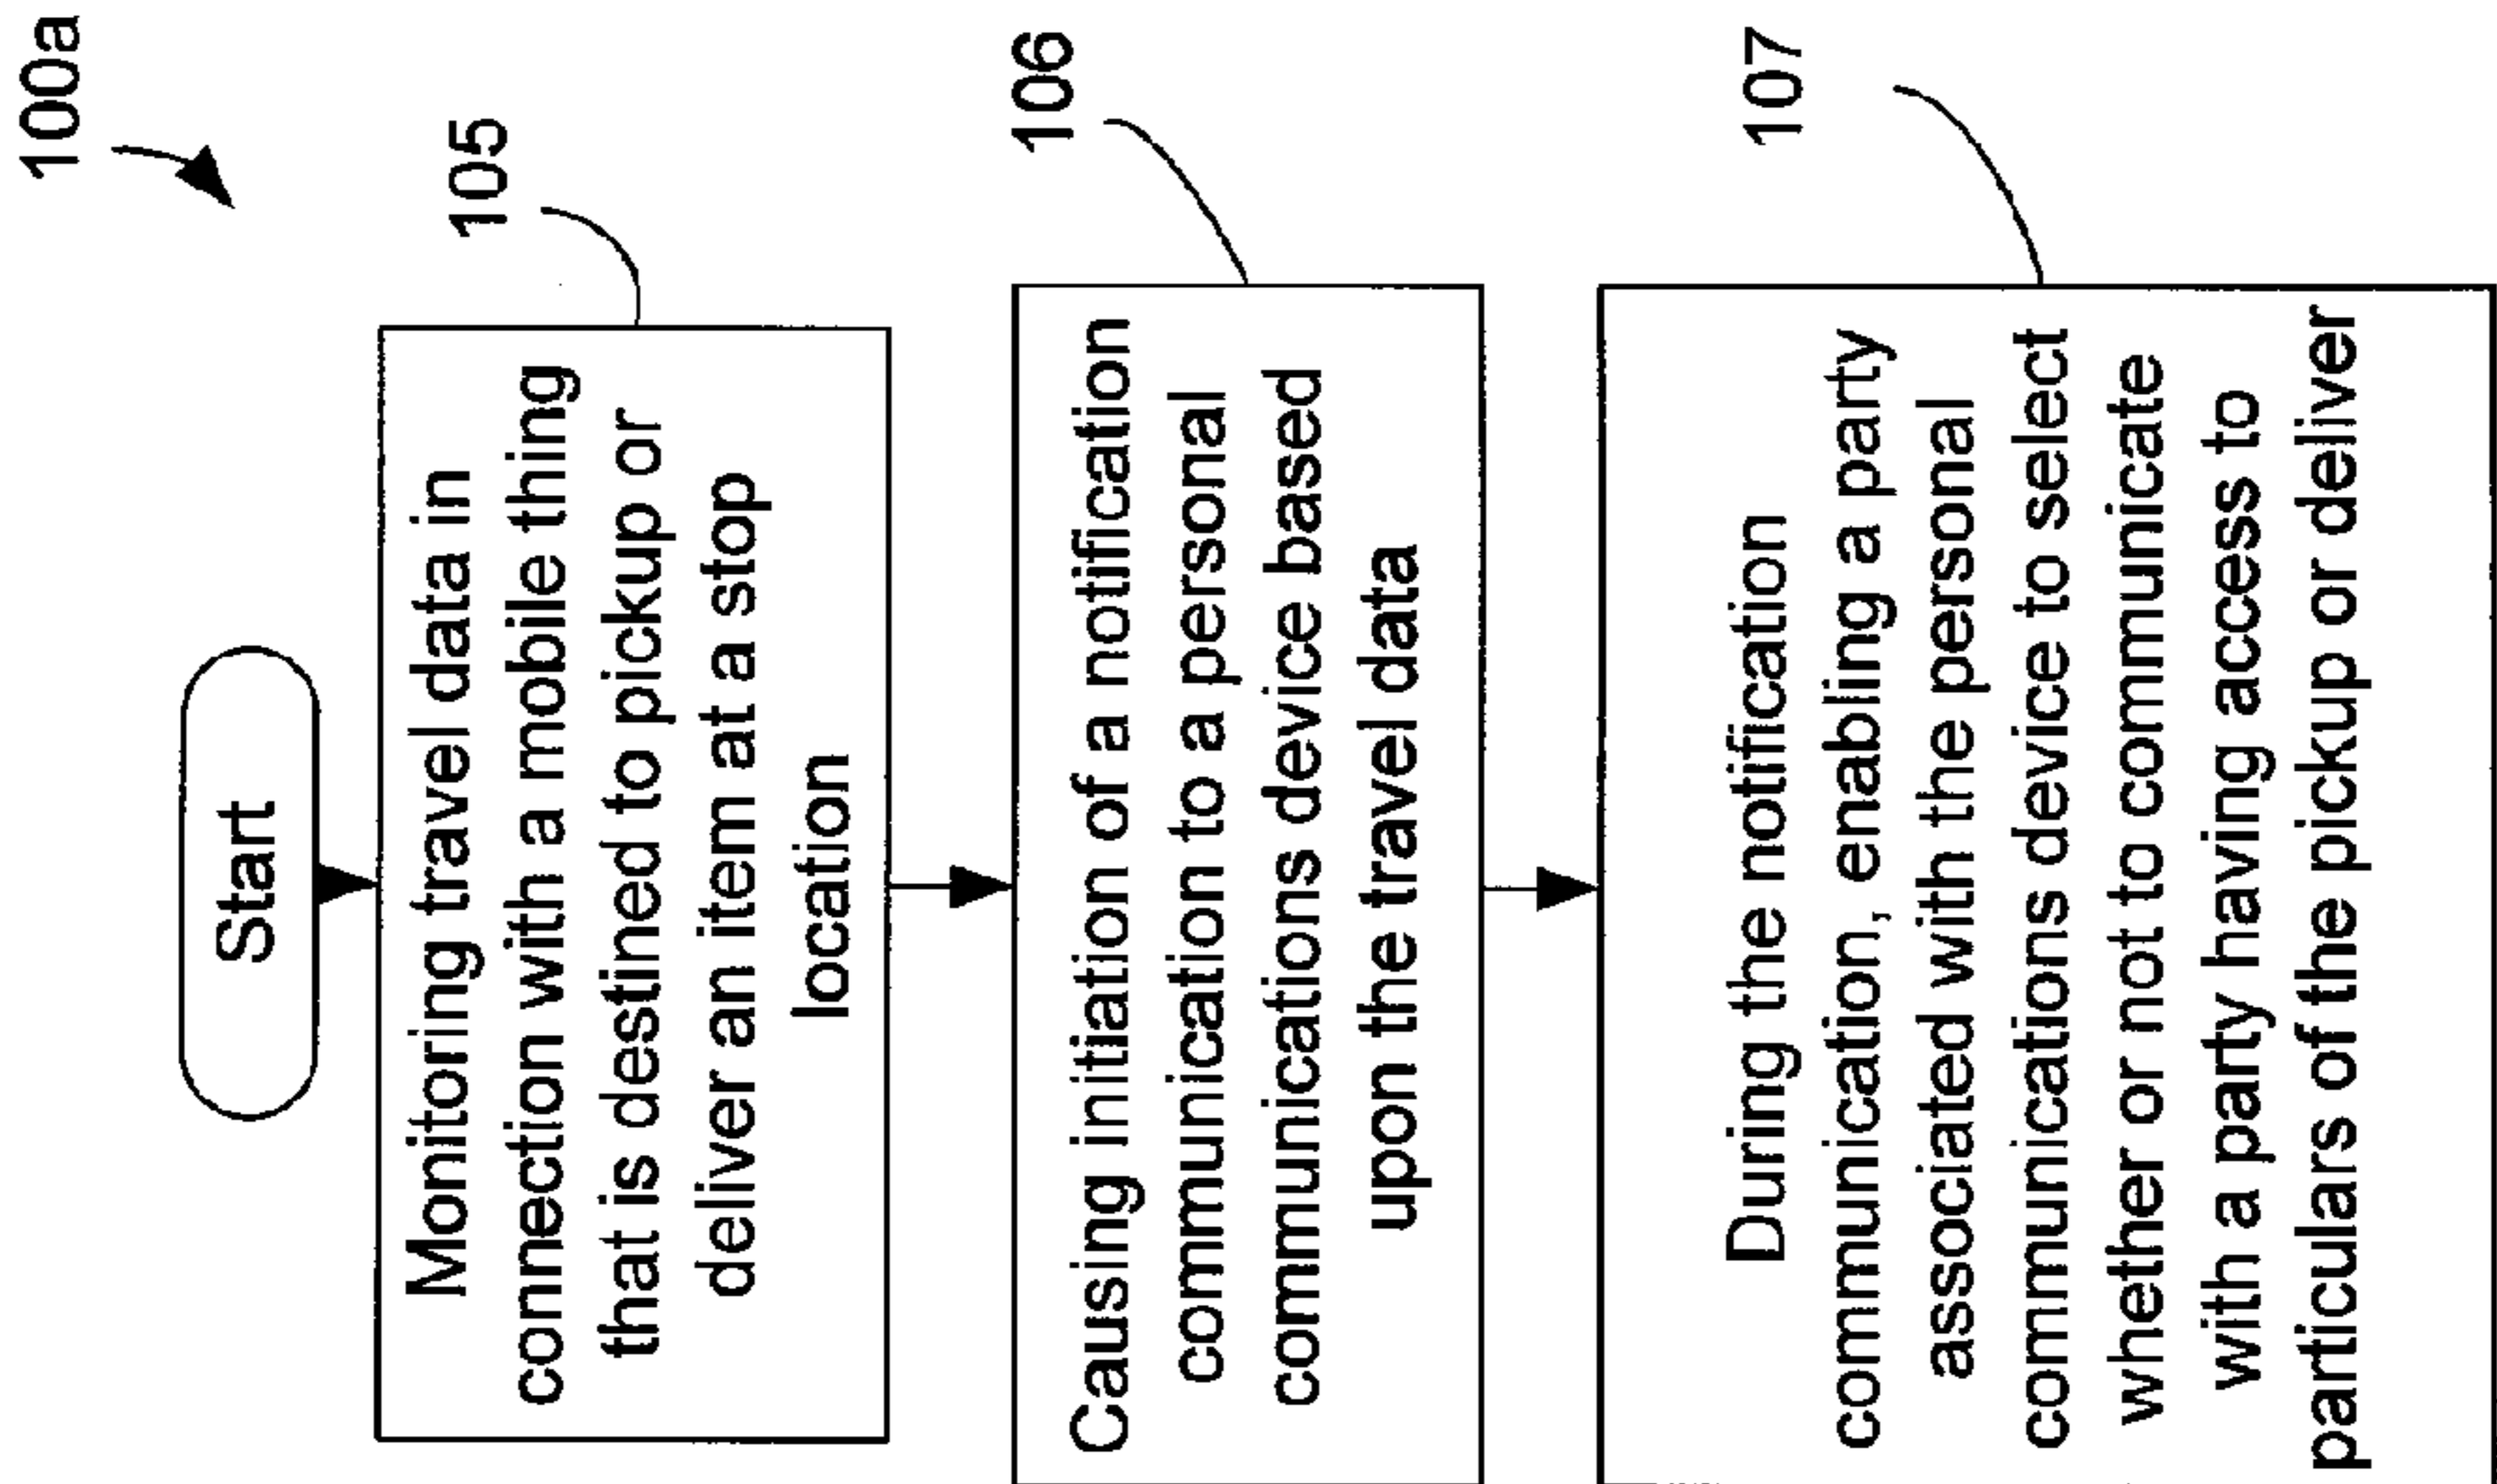 100a
Start
105
Monitoring travel data in
connection with a mobile thing
that is destined to pickup or
deliver an item at a stop
location
106
Causing initiation of a notification
communication to a personal
communications device based
upon the travel data
107
During the notification
communication, enabling a party
associated with the personal
communications device to select
whether or not to communicate
with a party having access to
particulars of the pickup or deliver